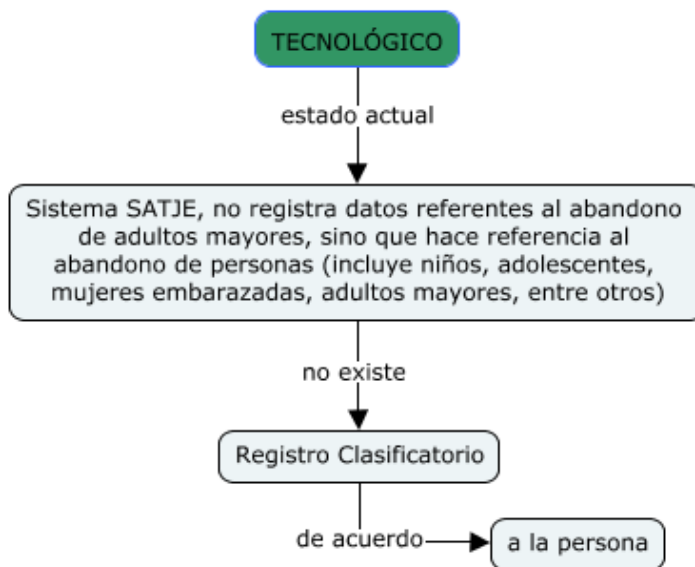 TECNOLÓGICO
estado actual
Sistema SATJE, no registra datos referentes al abandono
de adultos mayores, sino que hace referencia al
abandono de personas (incluye niños, adolescentes,
mujeres embarazadas, adultos mayores, entre otros)
no existe
Registro Clasificatorio
de acuerdo
a la persona